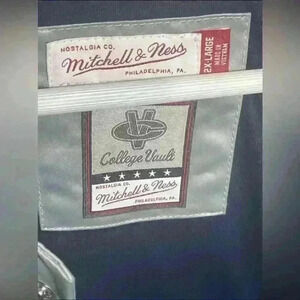 NOSTALGIA CO.
Mitchell & Ness
PHILADELPHIA, PA.
2X-LARGE
MADE IN
VIETNAM
CV
College Vault
NOSTALGIA CO.
Mitchell & Ness
PHILADELPHIA, PA.